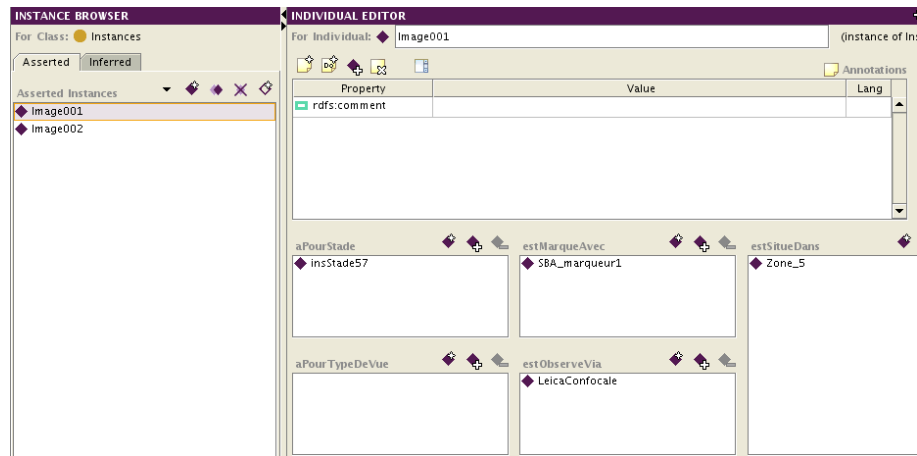 INSTANCE BROWSER
For Class: Instances
Asserted Inferred
Asserted Instances
Image001
Image002
INDIVIDUAL EDITOR
For Individual: Image001 (instance of Ins
Annotations
Property Value Lang
rdfs:comment
aPourStade estMarqueAvec estSitueDans
insStade57 SBA_marqueur1 Zone_5
aPourTypeDeVue estObserveVia
LeicaConfocale